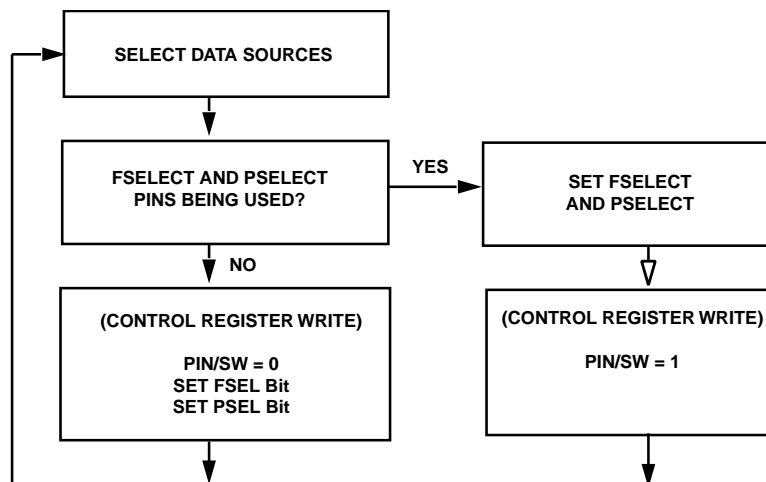 SELECT DATA SOURCES
FSELECT AND PSELECT
PINS BEING USED?
YES
SET FSELECT
AND PSELECT
NO
(CONTROL REGISTER WRITE)
PIN/SW = 0
SET FSEL Bit
SET PSEL Bit
(CONTROL REGISTER WRITE)
PIN/SW = 1